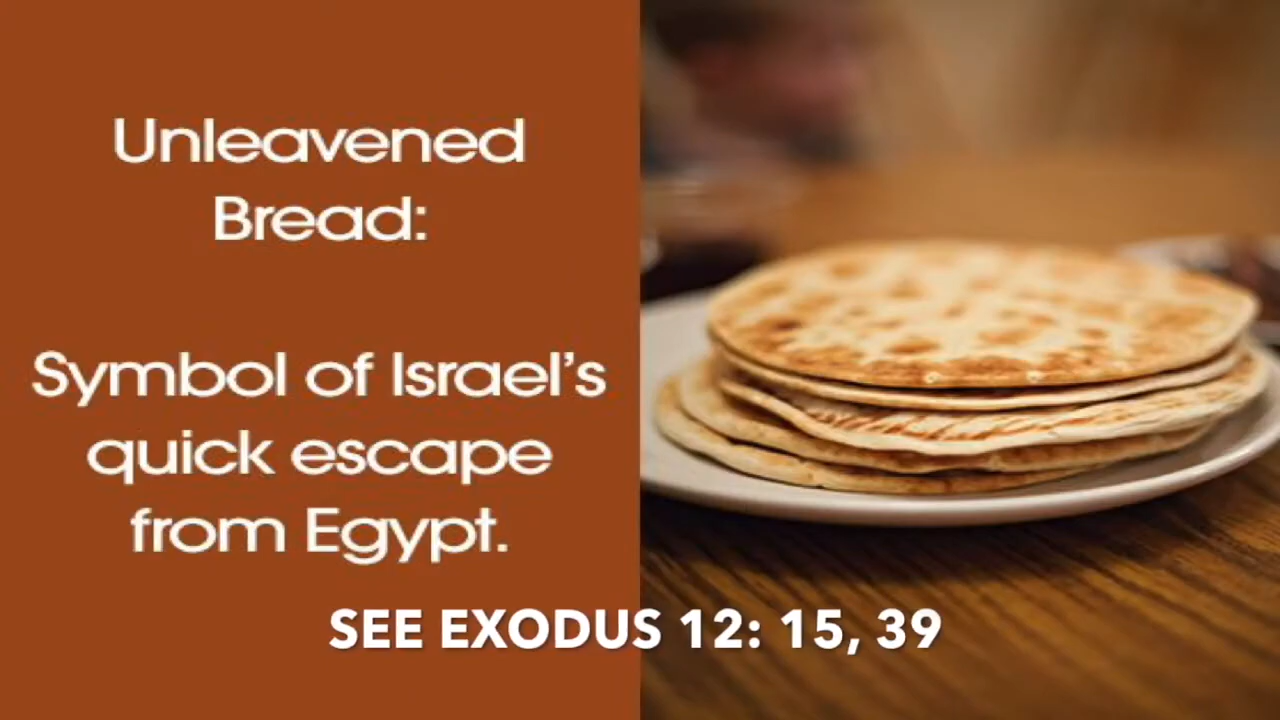 Unleavened
Bread:
Symbol of Israel's
quick escape
from Egypt.
SEE EXODUS 12: 15, 39